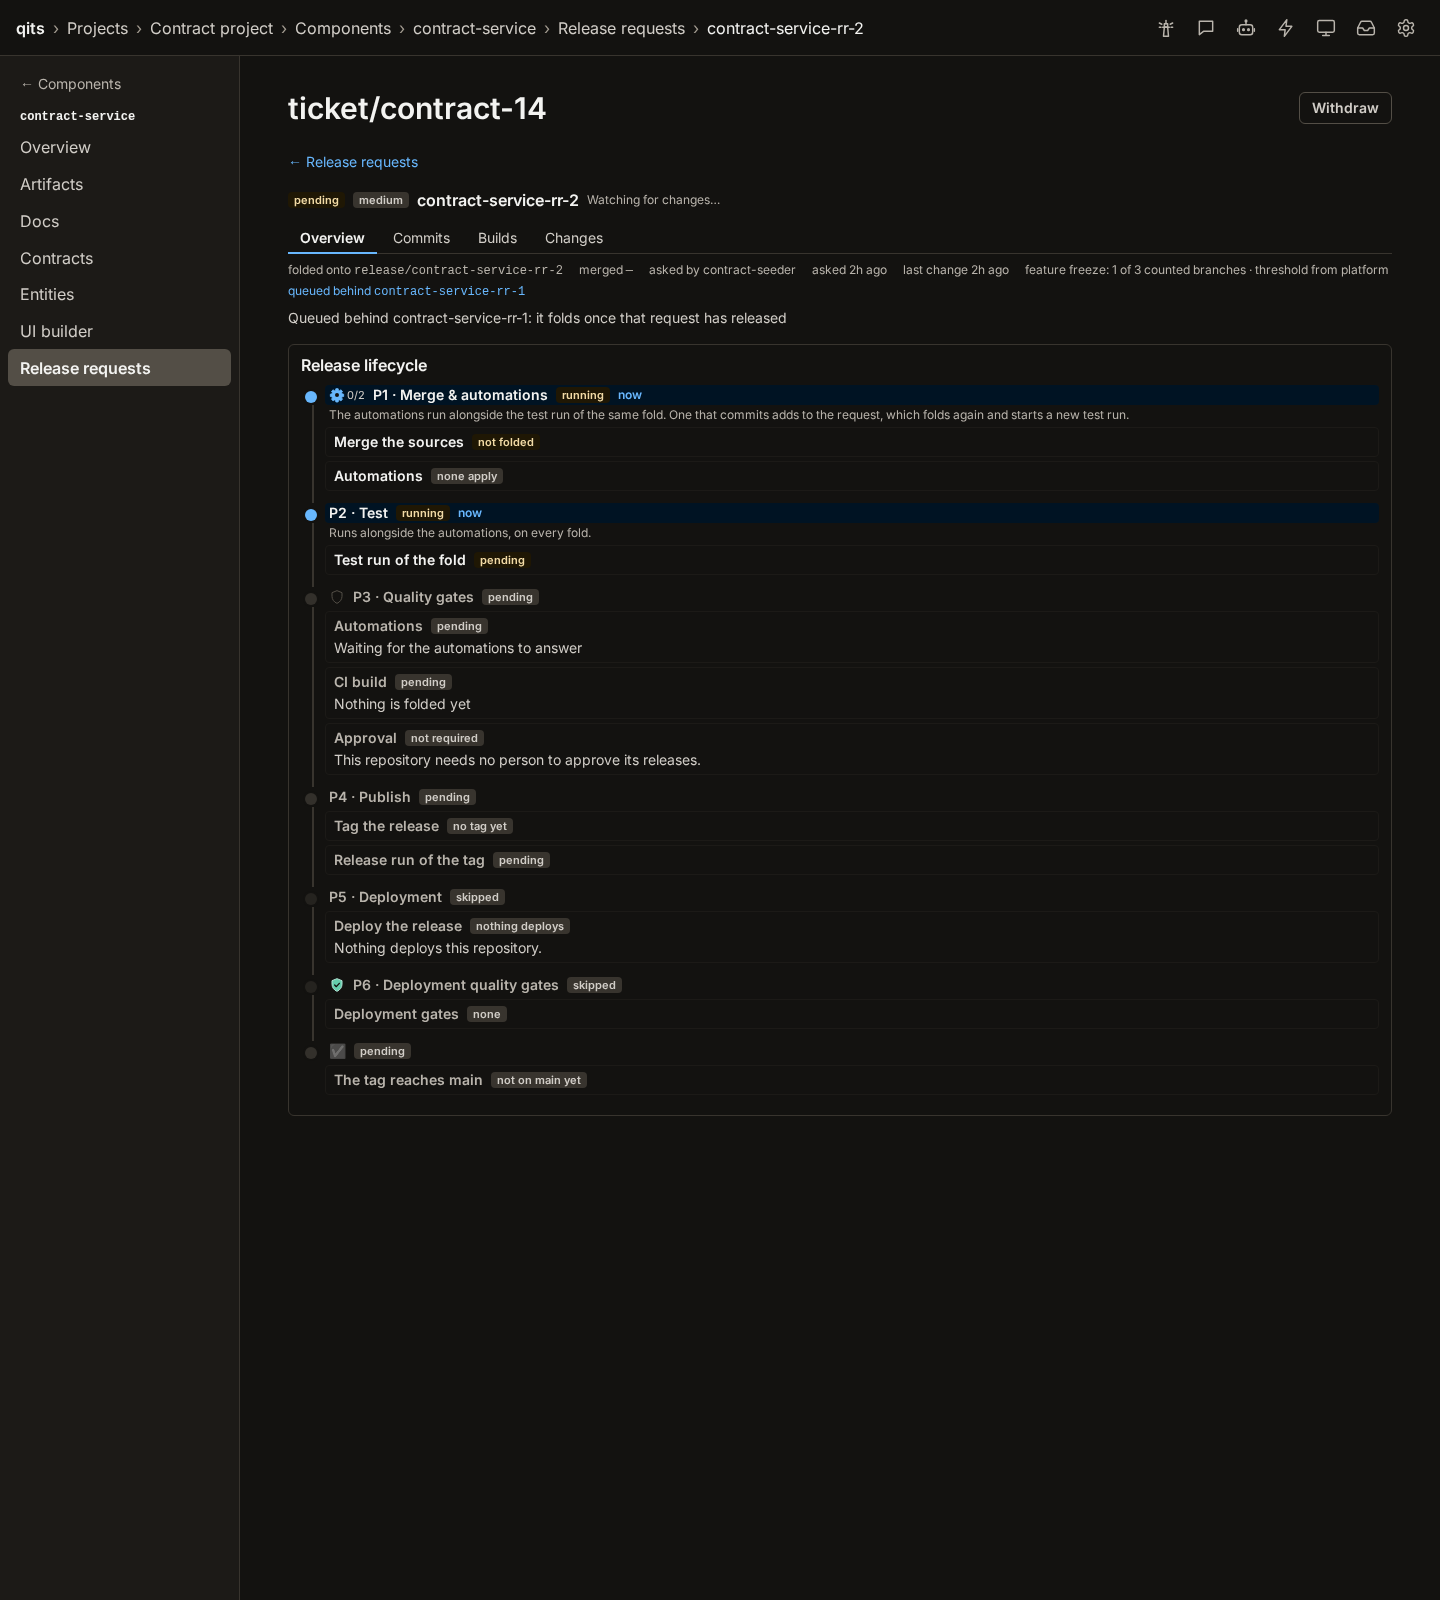 qits › Projects › Contract project › Components › contract-service › Release requests › contract-service-rr-2
← Components
contract-service
Overview
Artifacts
Docs
Contracts
Entities
UI builder
Release requests
ticket/contract-14
Withdraw
← Release requests
pending medium contract-service-rr-2 Watching for changes…
Overview Commits Builds Changes
folded onto release/contract-service-rr-2 merged — asked by contract-seeder asked 2h ago last change 2h ago feature freeze: 1 of 3 counted branches · threshold from platform
queued behind contract-service-rr-1
Queued behind contract-service-rr-1: it folds once that request has released
Release lifecycle
0/2 P1 · Merge & automations running now
The automations run alongside the test run of the same fold. One that commits adds to the request, which folds again and starts a new test run.
Merge the sources not folded
Automations none apply
P2 · Test running now
Runs alongside the automations, on every fold.
Test run of the fold pending
P3 · Quality gates pending
Automations pending
Waiting for the automations to answer
CI build pending
Nothing is folded yet
Approval not required
This repository needs no person to approve its releases.
P4 · Publish pending
Tag the release no tag yet
Release run of the tag pending
P5 · Deployment skipped
Deploy the release nothing deploys
Nothing deploys this repository.
P6 · Deployment quality gates skipped
Deployment gates none
pending
The tag reaches main not on main yet